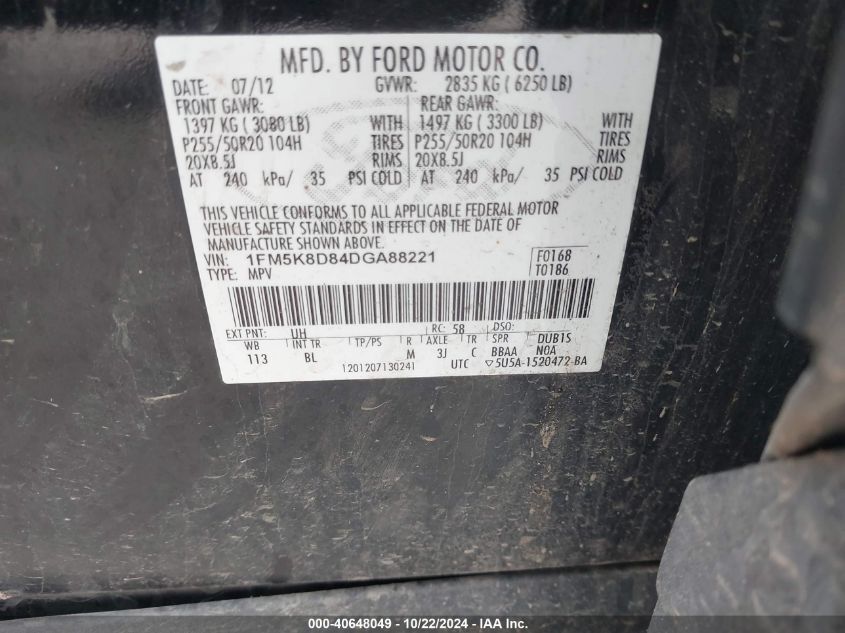 MFD. BY FORD MOTOR CO.
DATE: 07/12 GVWR: 2835 KG ( 6250 LB)
FRONT GAWR: REAR GAWR:
1397 KG ( 3080 LB) WITH 1497 KG ( 3300 LB) WITH
P255/50R20 104H TIRES P255/50R20 104H TIRES
20X8.5J RIMS 20X8.5J RIMS
AT 240 kPa/ 35 PSI COLD AT 240 kPa/ 35 PSI COLD
THIS VEHICLE CONFORMS TO ALL APPLICABLE FEDERAL MOTOR
VEHICLE SAFETY STANDARDS IN EFFECT ON THE DATE OF
MANUFACTURE SHOWN ABOVE.
VIN: 1FM5K8D84DGA88221 F0168
TYPE: MPV T0186
EXT PNT: UH RC: 58 DSO:
WB INT TR TP/PS R AXLE TR SPR DUB1S
113 BL M 3J C BBAA N0A
1201207130241 UTC ▽5U5A-1520472-BA
000-40648049 / 10/22/2024 / INSURANCE AUTO AUCTIONS, INC.